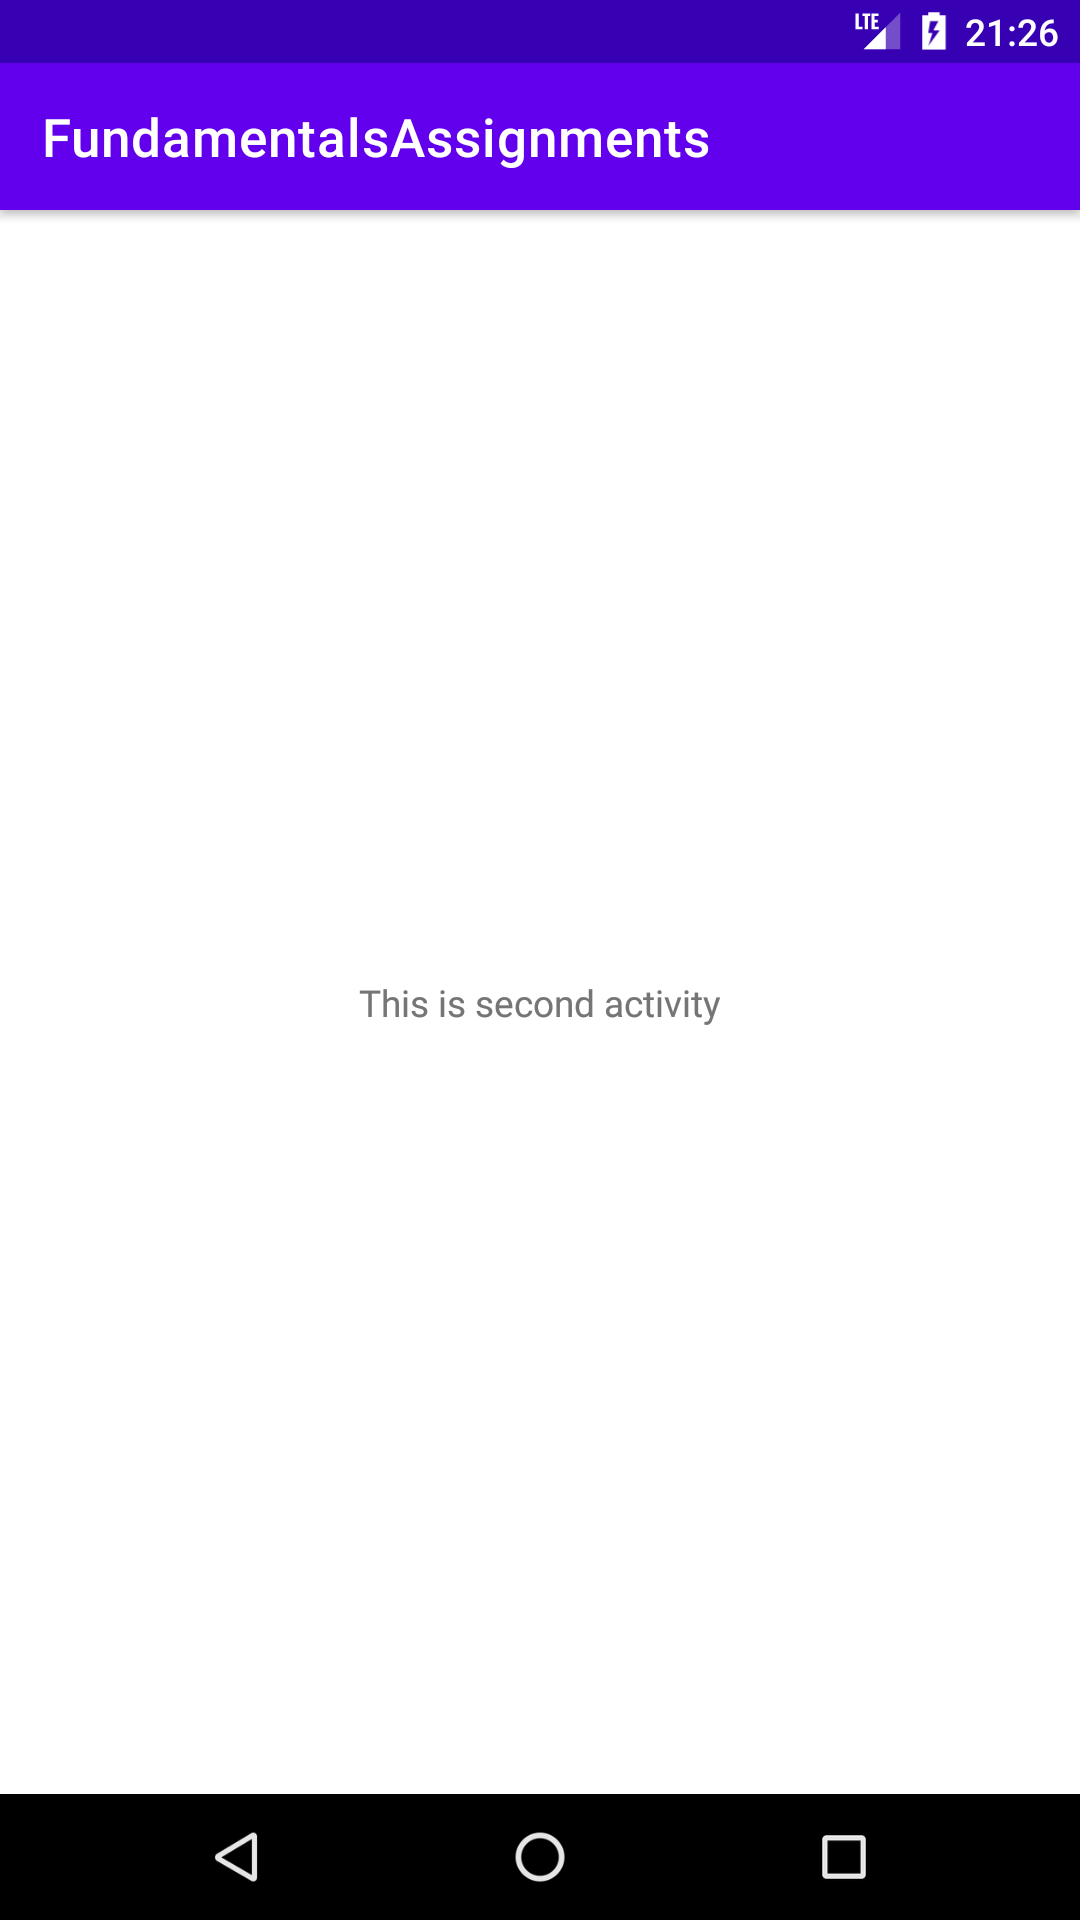 LTE 21:26
FundamentalsAssignments
This is second activity